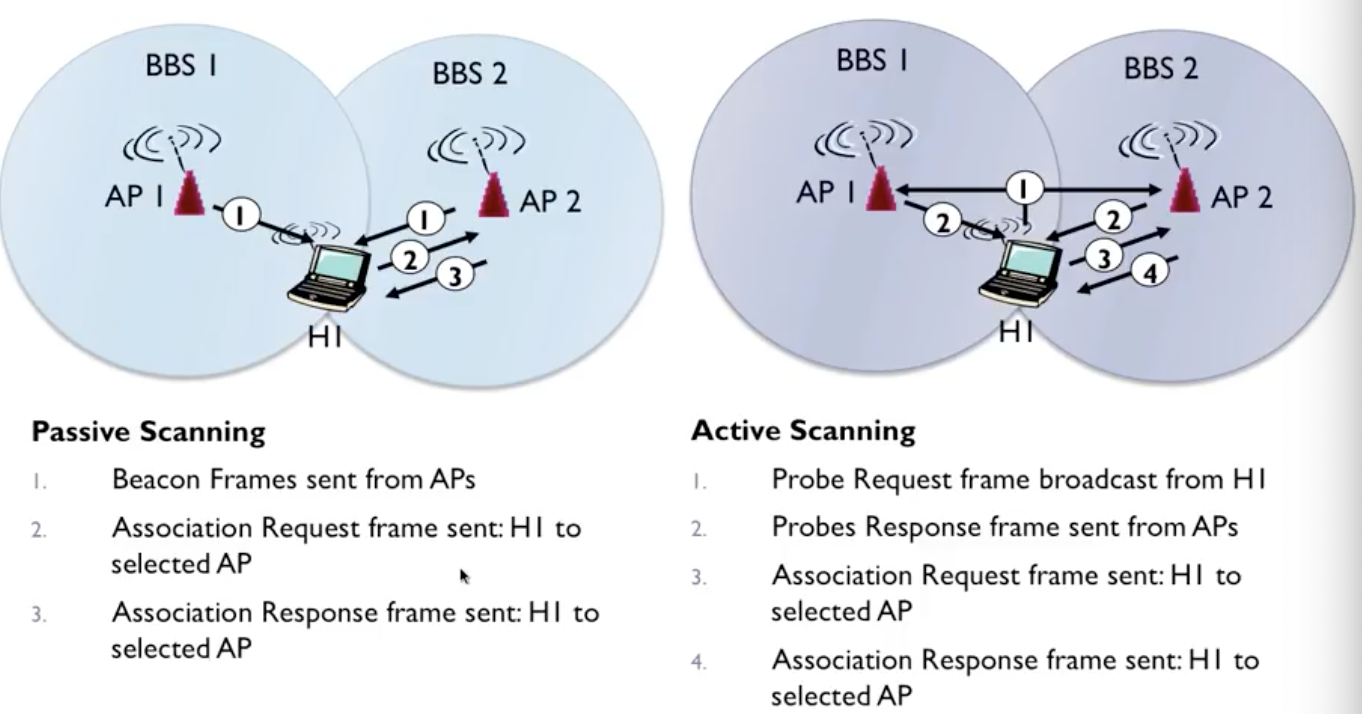 BBS 1
BBS 2
AP 1
AP 2
1
1
2
3
H1
BBS 1
BBS 2
AP 1
AP 2
1
2
2
3
4
H1
Passive Scanning
1. Beacon Frames sent from APs
2. Association Request frame sent: H1 to
selected AP
3. Association Response frame sent: H1 to
selected AP
Active Scanning
1. Probe Request frame broadcast from H1
2. Probes Response frame sent from APs
3. Association Request frame sent: H1 to
selected AP
4. Association Response frame sent: H1 to
selected AP